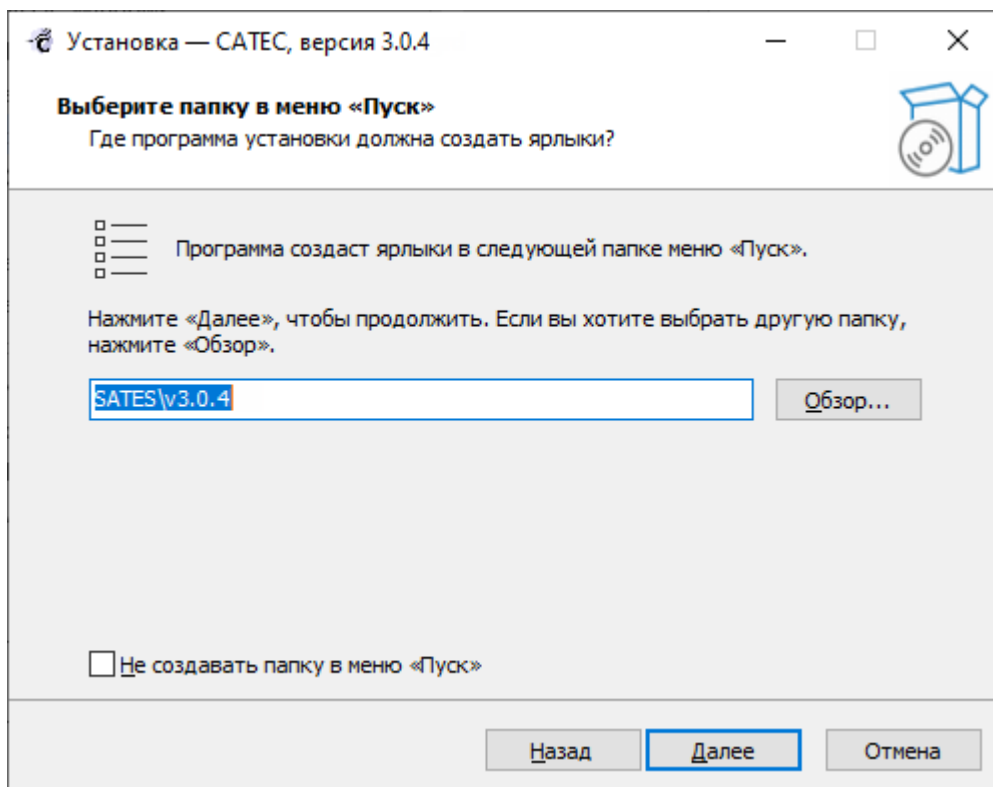 Установка — САТЕС, версия 3.0.4
Выберите папку в меню «Пуск»
Где программа установки должна создать ярлыки?
Программа создаст ярлыки в следующей папке меню «Пуск».
Нажмите «Далее», чтобы продолжить. Если вы хотите выбрать другую папку,
нажмите «Обзор».
SATES\v3.0.4
Обзор...
Не создавать папку в меню «Пуск»
Назад
Далее
Отмена